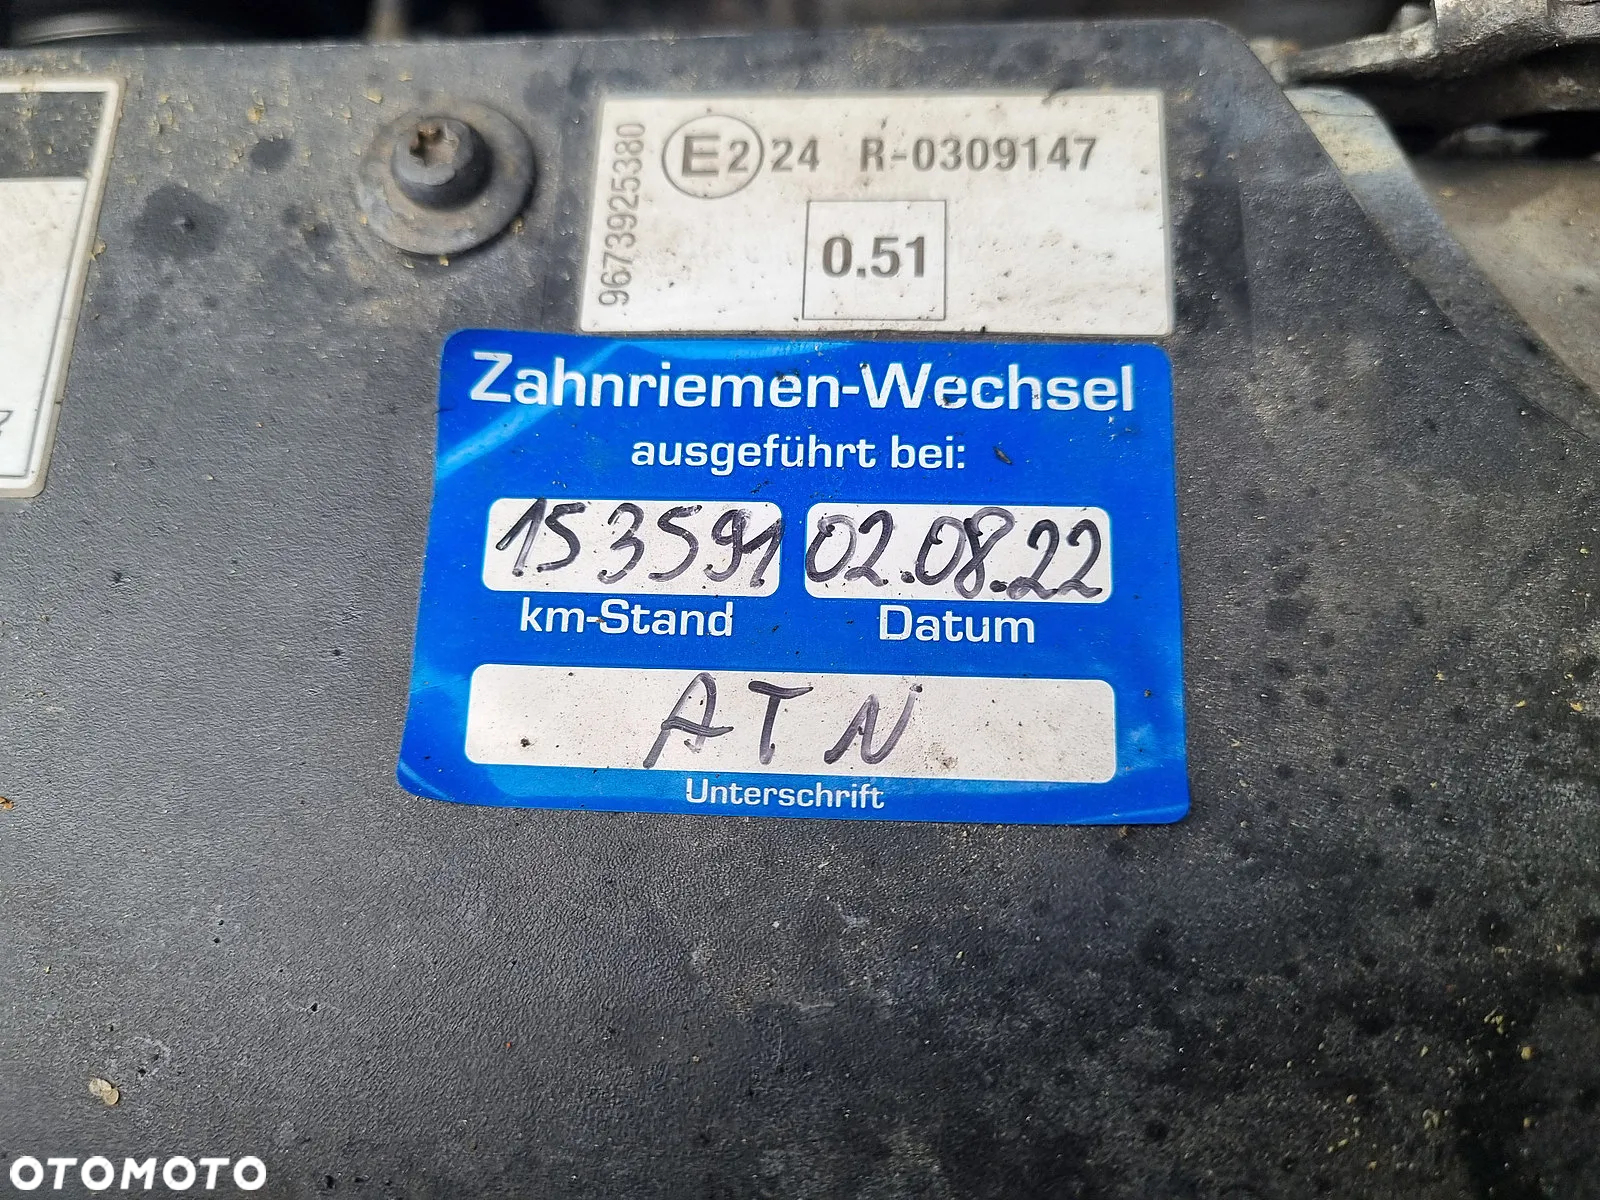 E2 24 R-0309147
9673925380
0.51
Zahnriemen-Wechsel
ausgeführt bei:
153591 02.08.22
km-Stand Datum
ATN
Unterschrift
OTOMOTO